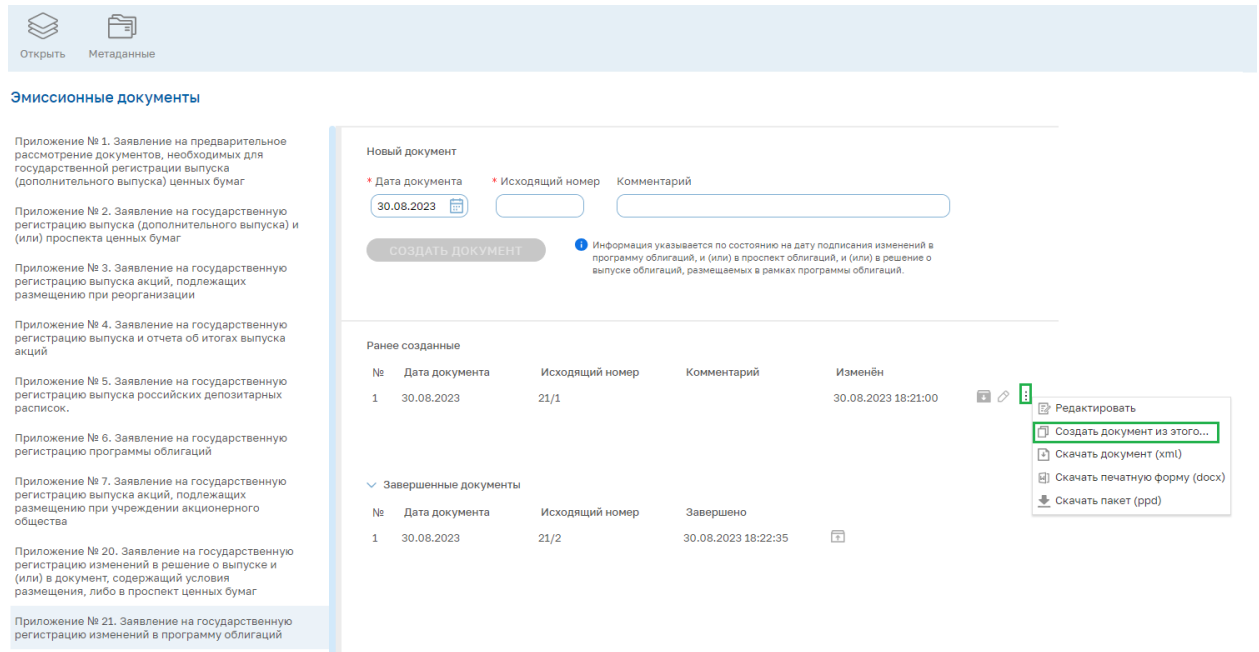 Открыть Метаданные
Эмиссионные документы
Приложение № 1. Заявление на предварительное
рассмотрение документов, необходимых для
государственной регистрации выпуска
(дополнительного выпуска) ценных бумаг
Приложение № 2. Заявление на государственную
регистрацию выпуска (дополнительного выпуска) и
(или) проспекта ценных бумаг
Приложение № 3. Заявление на государственную
регистрацию выпуска акций, подлежащих
размещению при реорганизации
Приложение № 4. Заявление на государственную
регистрацию выпуска и отчета об итогах выпуска
акций
Приложение № 5. Заявление на государственную
регистрацию выпуска российских депозитарных
расписок.
Приложение № 6. Заявление на государственную
регистрацию программы облигаций
Приложение № 7. Заявление на государственную
регистрацию выпуска акций, подлежащих
размещению при учреждении акционерного
общества
Приложение № 20. Заявление на государственную
регистрацию изменений в решение о выпуске и
(или) в документ, содержащий условия
размещения, либо в проспект ценных бумаг
Приложение № 21. Заявление на государственную
регистрацию изменений в программу облигаций
Новый документ
* Дата документа * Исходящий номер Комментарий
30.08.2023
СОЗДАТЬ ДОКУМЕНТ
Информация указывается по состоянию на дату подписания изменений в
программу облигаций, и (или) в проспект облигаций, и (или) в решение о
выпуске облигаций, размещаемых в рамках программы облигаций.
Ранее созданные
№ Дата документа Исходящий номер Комментарий Изменён
1 30.08.2023 21/1 30.08.2023 18:21:00
Редактировать
Создать документ из этого...
Скачать документ (xml)
Скачать печатную форму (docx)
Скачать пакет (ppd)
Завершенные документы
№ Дата документа Исходящий номер Завершено
1 30.08.2023 21/2 30.08.2023 18:22:35